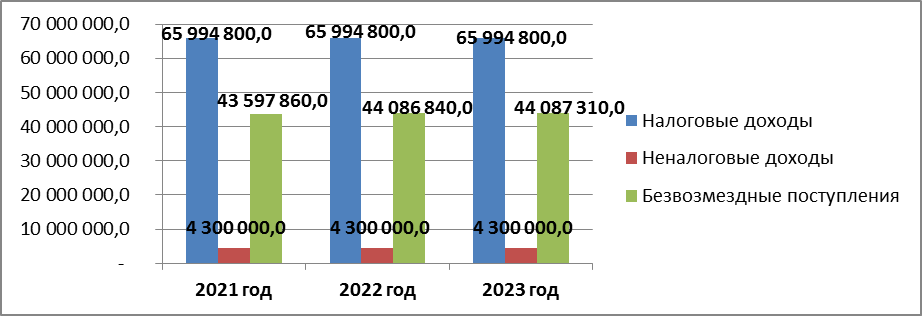 70 000 000,0
60 000 000,0
50 000 000,0
40 000 000,0
30 000 000,0
20 000 000,0
10 000 000,0
-
65 994 800,0
65 994 800,0
65 994 800,0
43 597 860,0
44 086 840,0
44 087 310,0
4 300 000,0
4 300 000,0
4 300 000,0
2021 год
2022 год
2023 год
Налоговые доходы
Неналоговые доходы
Безвозмездные поступления